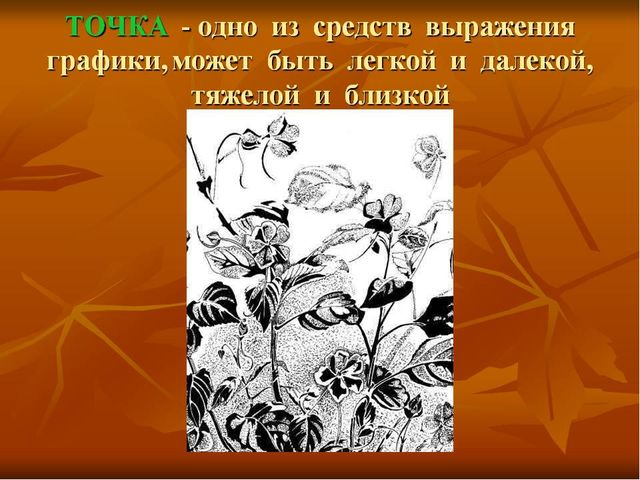 ТОЧКА - одно из средств выражения
графики, может быть легкой и далекой,
тяжелой и близкой